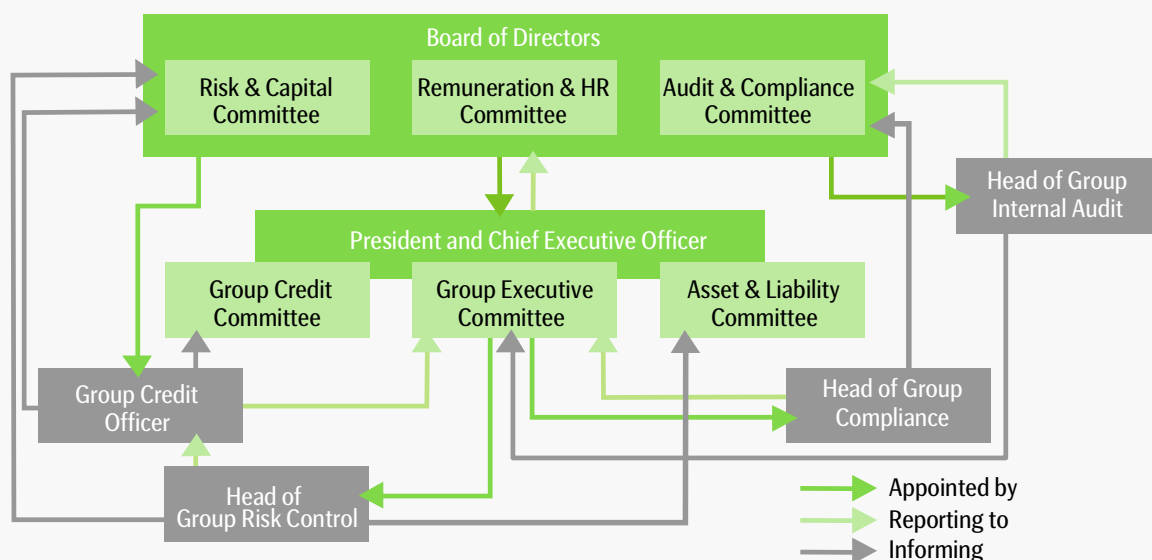 Board of Directors
Risk & Capital
Committee
Remuneration & HR
Committee
Audit & Compliance
Committee
Head of Group
Internal Audit
President and Chief Executive Officer
Group Credit
Committee
Group Executive
Committee
Asset & Liability
Committee
Group Credit
Officer
Head of Group
Compliance
Head of
Group Risk Control
Appointed by
Reporting to
Informing